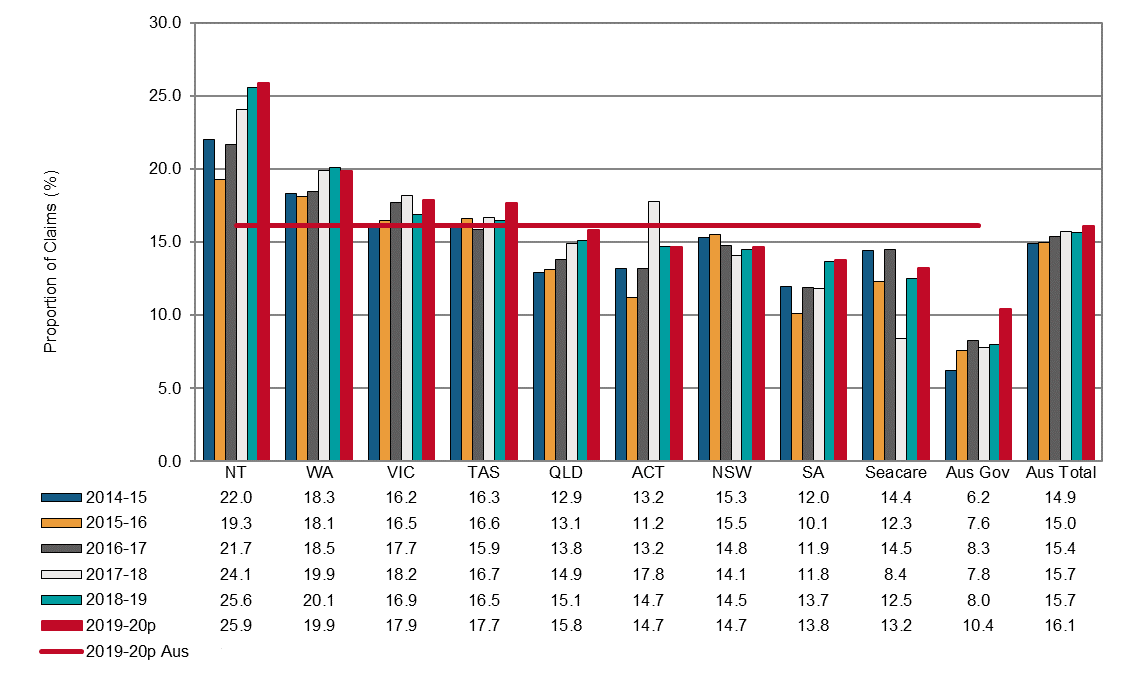 30.0
25.0
20.0
15.0
10.0
5.0
0.0
Proportion of Claims (%)
NT WA VIC TAS QLD ACT NSW SA Seacare Aus Gov Aus Total
2014-15 22.0 18.3 16.2 16.3 12.9 13.2 15.3 12.0 14.4 6.2 14.9
2015-16 19.3 18.1 16.5 16.6 13.1 11.2 15.5 10.1 12.3 7.6 15.0
2016-17 21.7 18.5 17.7 15.9 13.8 13.2 14.8 11.9 14.5 8.3 15.4
2017-18 24.1 19.9 18.2 16.7 14.9 17.8 14.1 11.8 8.4 7.8 15.7
2018-19 25.6 20.1 16.9 16.5 15.1 14.7 14.5 13.7 12.5 8.0 15.7
2019-20p 25.9 19.9 17.9 17.7 15.8 14.7 14.7 13.8 13.2 10.4 16.1
2019-20p Aus